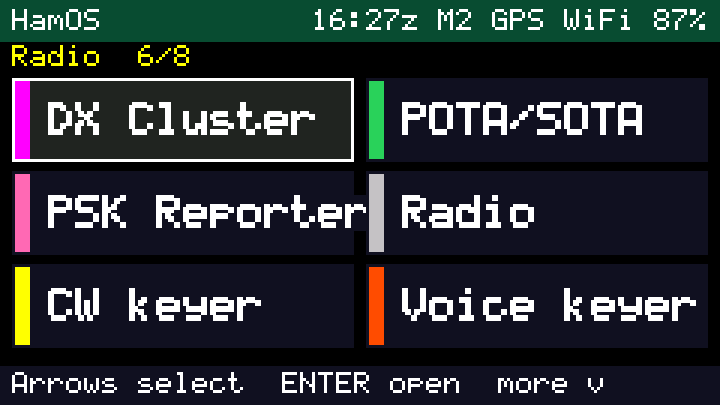 HamOS 16:27z M2 GPS WiFi 87%
Radio 6/8
DX Cluster POTA/SOTA
PSK Reporter Radio
CW keyer Voice keyer
Arrows select ENTER open more v